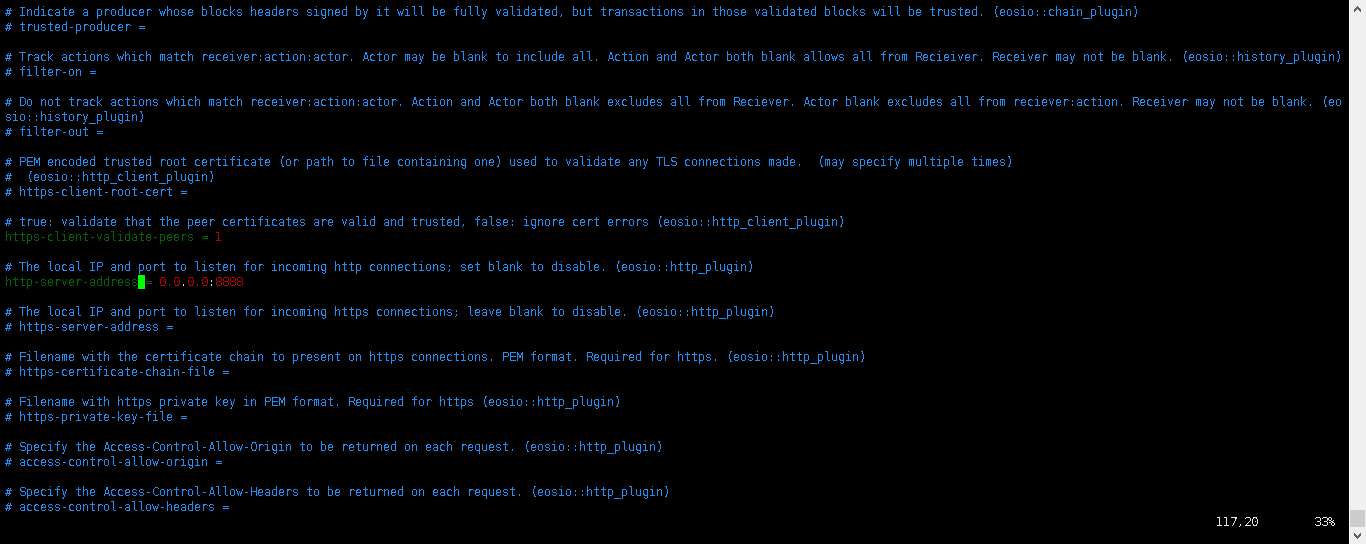 # Indicate a producer whose blocks headers signed by it will be fully validated, but transactions in those validated blocks will be trusted. (eosio::chain_plugin)
# trusted-producer =
# Track actions which match receiver:action:actor. Actor may be blank to include all. Action and Actor both blank allows all from Recieiver. Receiver may not be blank. (eosio::history_plugin)
# filter-on =
# Do not track actions which match receiver:action:actor. Action and Actor both blank excludes all from Reciever. Actor blank excludes all from reciever:action. Receiver may not be blank. (eo
sio::history_plugin)
# filter-out =
# PEM encoded trusted root certificate (or path to file containing one) used to validate any TLS connections made.  (may specify multiple times)
#  (eosio::http_client_plugin)
# https-client-root-cert =
# true: validate that the peer certificates are valid and trusted, false: ignore cert errors (eosio::http_client_plugin)
https-client-validate-peers = 1
# The local IP and port to listen for incoming http connections; set blank to disable. (eosio::http_plugin)
http-server-address = 0.0.0.0:8888
# The local IP and port to listen for incoming https connections; leave blank to disable. (eosio::http_plugin)
# https-server-address =
# Filename with the certificate chain to present on https connections. PEM format. Required for https. (eosio::http_plugin)
# https-certificate-chain-file =
# Filename with https private key in PEM format. Required for https (eosio::http_plugin)
# https-private-key-file =
# Specify the Access-Control-Allow-Origin to be returned on each request. (eosio::http_plugin)
# access-control-allow-origin =
# Specify the Access-Control-Allow-Headers to be returned on each request. (eosio::http_plugin)
# access-control-allow-headers =
117,20 33%